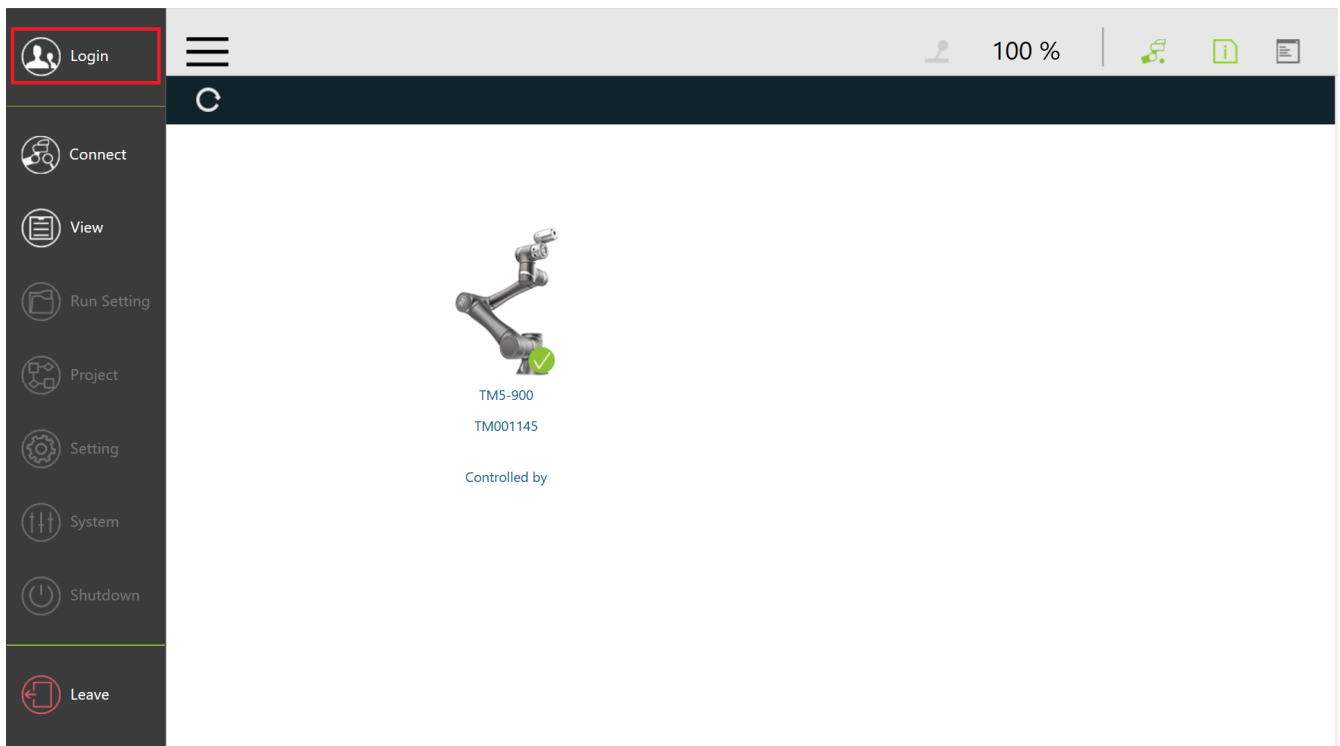 Login
100 %
Connect
View
Run Setting
Project
Setting
System
Shutdown
Leave
TM5-900
TM001145
Controlled by